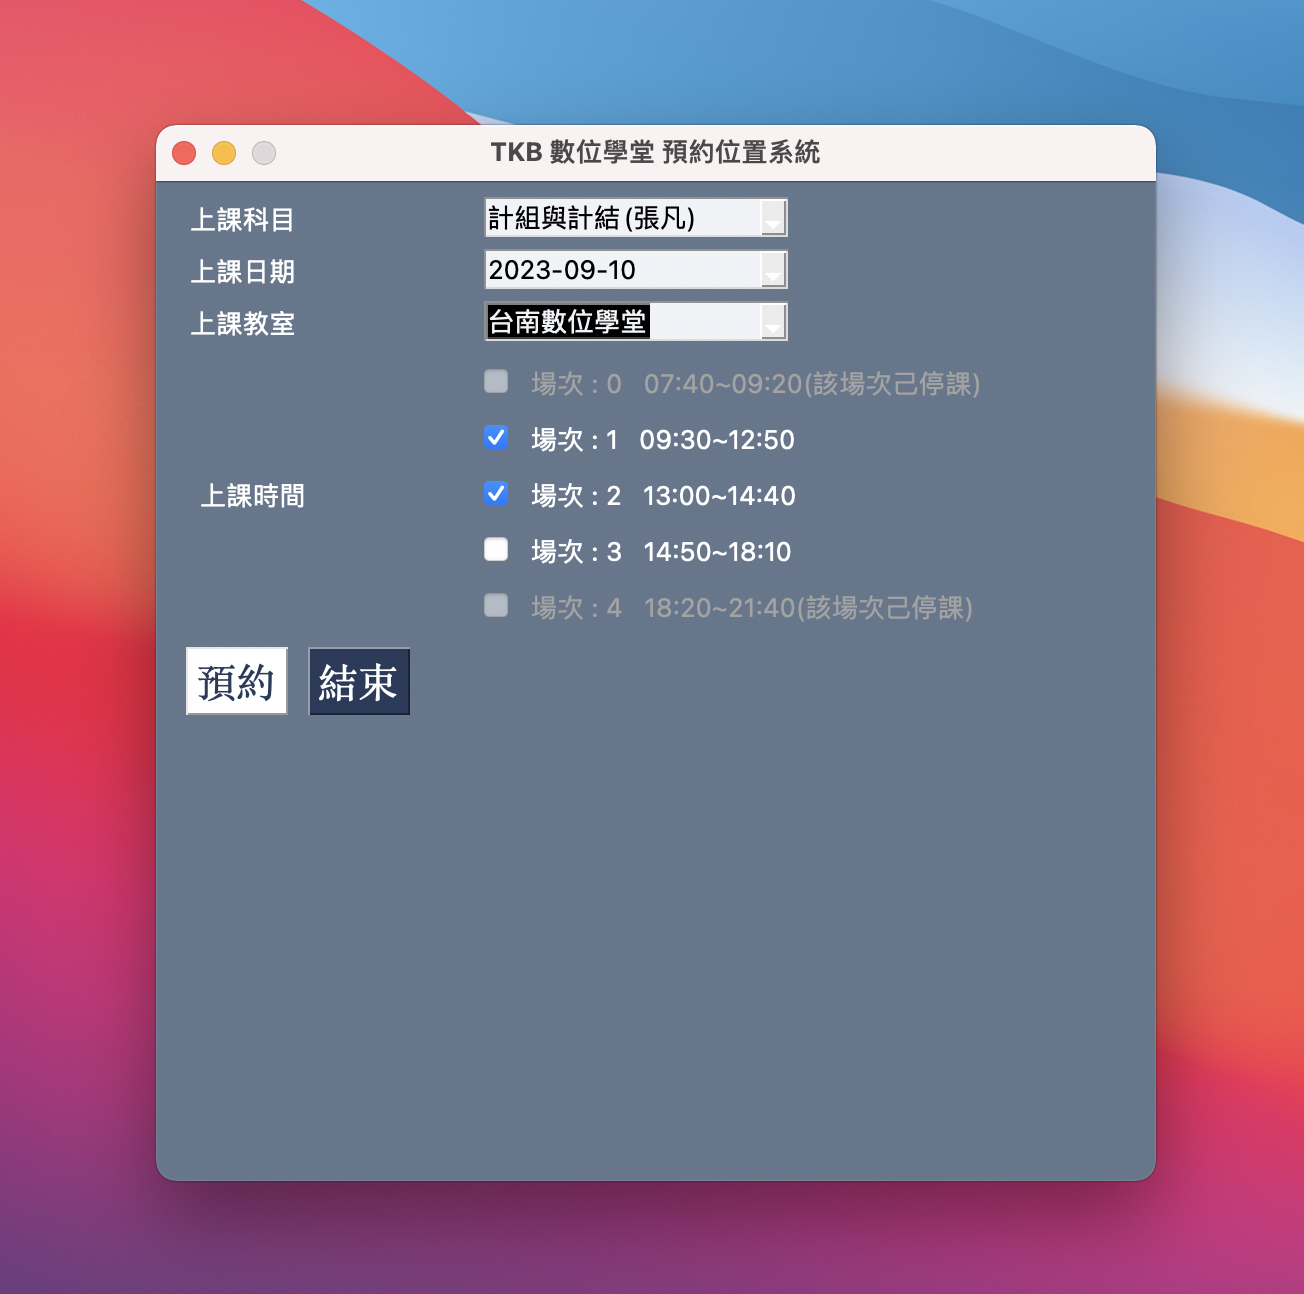 TKB 數位學堂 預約位置系統
上課科目 計組與計結(張凡)
上課日期 2023-09-10
上課教室 台南數位學堂
場次 : 0 07:40~09:20(該場次己停課)
場次 : 1 09:30~12:50
上課時間 場次 : 2 13:00~14:40
場次 : 3 14:50~18:10
場次 : 4 18:20~21:40(該場次己停課)
預約 結束